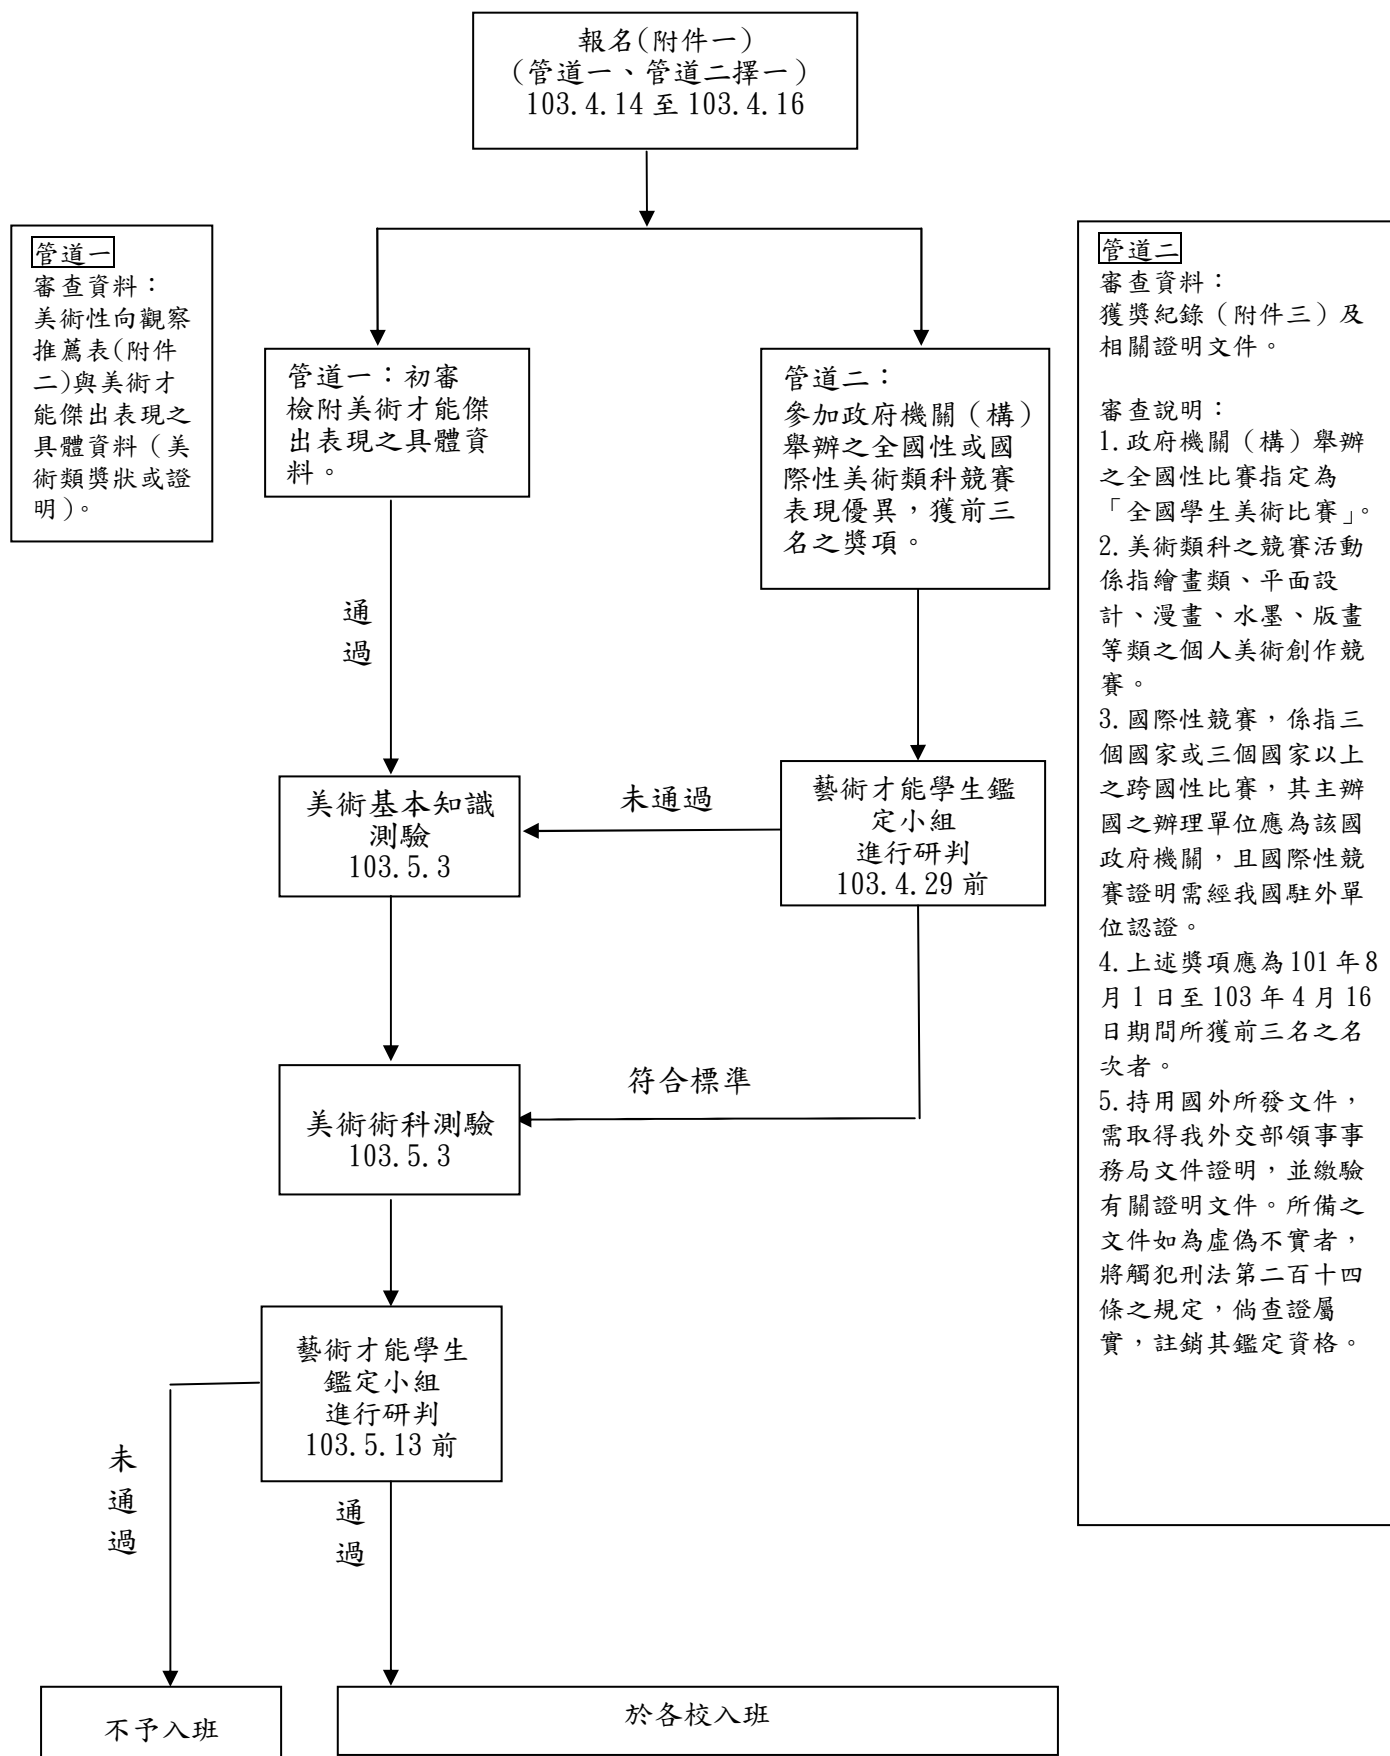 報名(附件一)
(管道一、管道二擇一)
103.4.14 至 103.4.16
管道一
審查資料：
美術性向觀察
推薦表(附件
二)與美術才
能傑出表現之
具體資料（美
術類獎狀或證
明）。
管道一：初審
檢附美術才能傑
出表現之具體資
料。
管道二：
參加政府機關（構）
舉辦之全國性或國
際性美術類科競賽
表現優異，獲前三
名之獎項。
管道二
審查資料：
獲獎紀錄（附件三）及
相關證明文件。
審查說明：
1.政府機關（構）舉辦
之全國性比賽指定為
「全國學生美術比賽」。
2.美術類科之競賽活動
係指繪畫類、平面設
計、漫畫、水墨、版畫
等類之個人美術創作競
賽。
3.國際性競賽，係指三
個國家或三個國家以上
之跨國性比賽，其主辦
國之辦理單位應為該國
政府機關，且國際性競
賽證明需經我國駐外單
位認證。
4.上述獎項應為101年8
月1日至103年4月16
日期間所獲前三名之名
次者。
5.持用國外所發文件，
需取得我外交部領事事
務局文件證明，並繳驗
有關證明文件。所備之
文件如為虛偽不實者，
將觸犯刑法第二百十四
條之規定，倘查證屬
實，註銷其鑑定資格。
通
過
美術基本知識
測驗
103.5.3
未通過
藝術才能學生鑑
定小組
進行研判
103.4.29 前
符合標準
美術術科測驗
103.5.3
藝術才能學生
鑑定小組
進行研判
103.5.13 前
未
通
過
通
過
不予入班
於各校入班